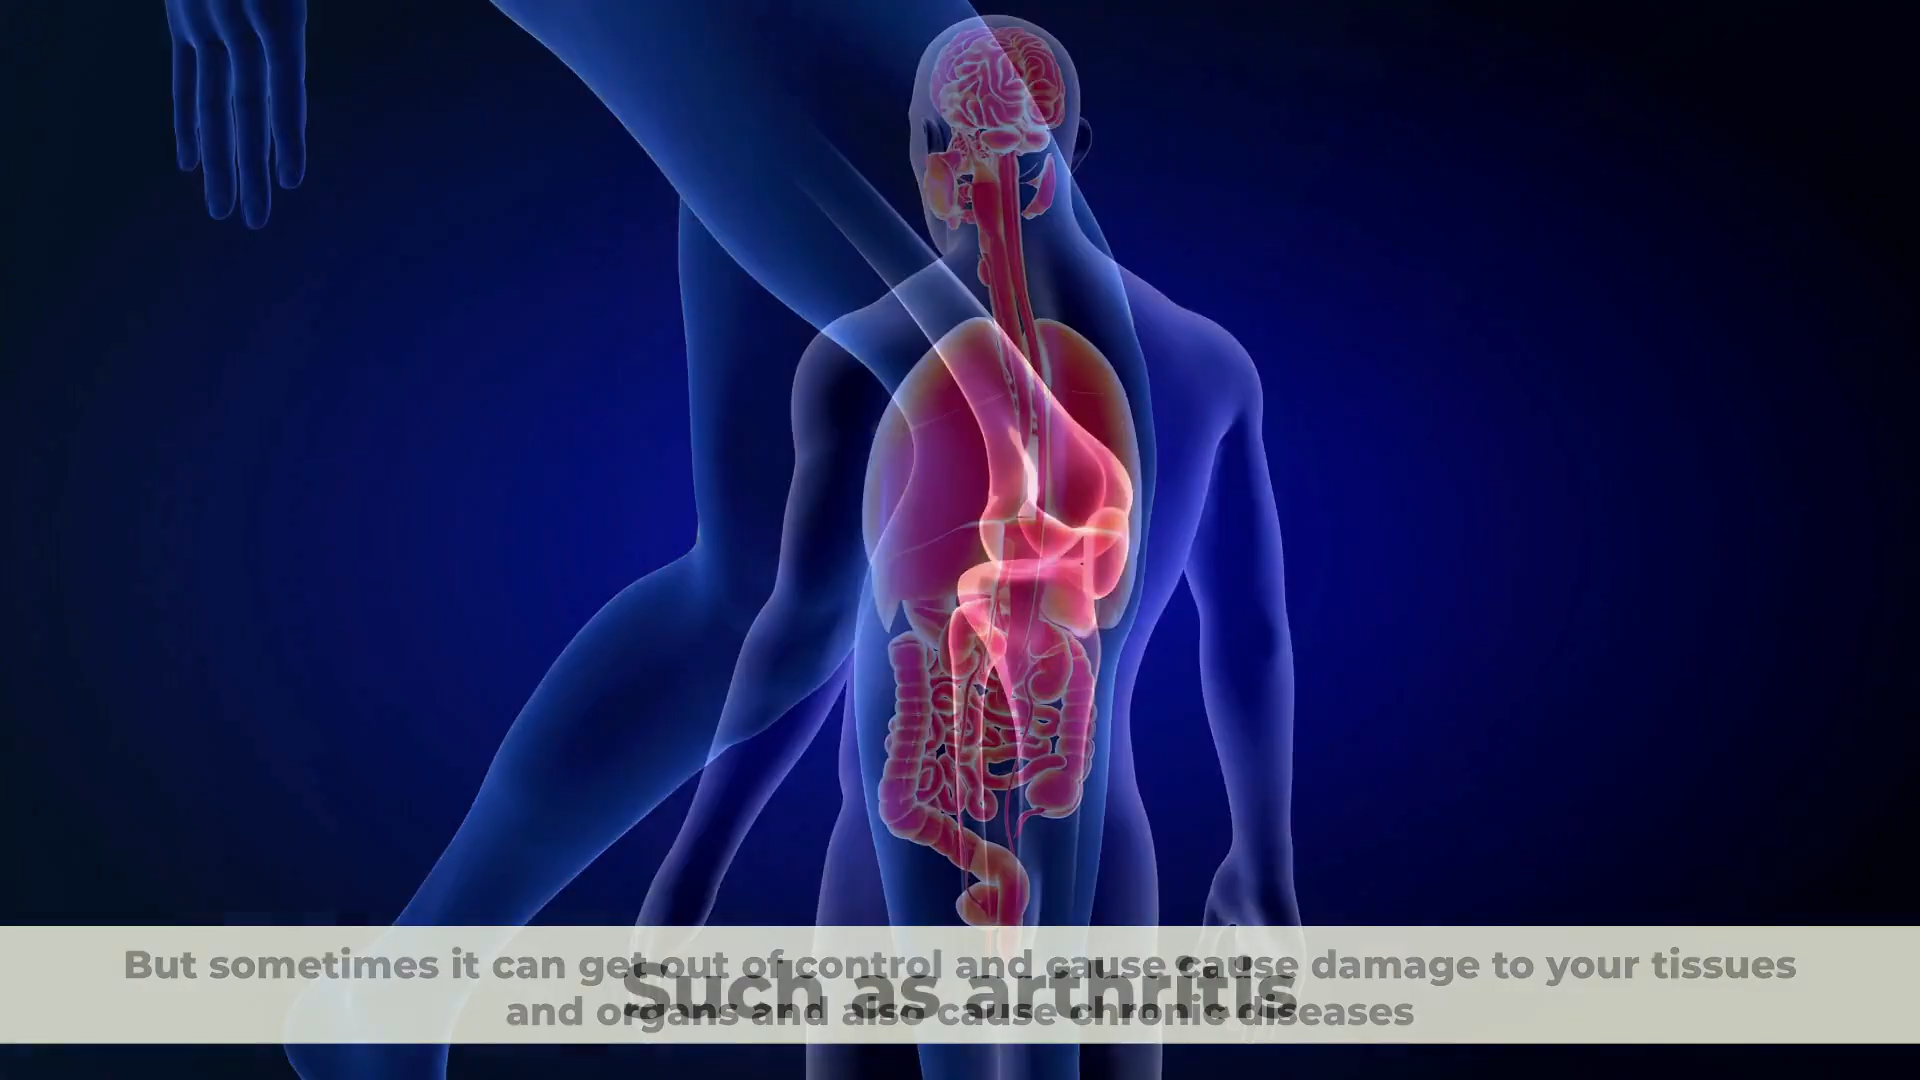 But sometimes it can get out of control and cause cause damage to your tissues
and organs and also cause chronic diseases
Such as arthritis